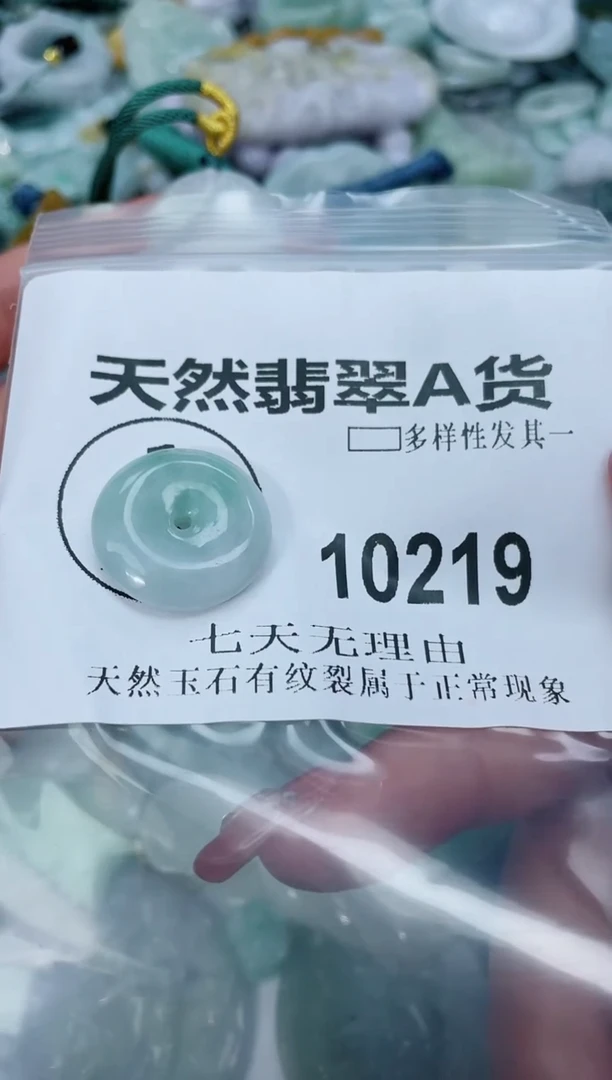 天然翡翠A货
多样性发其一
10219
七天无理由
天然玉石有纹裂属于正常现象